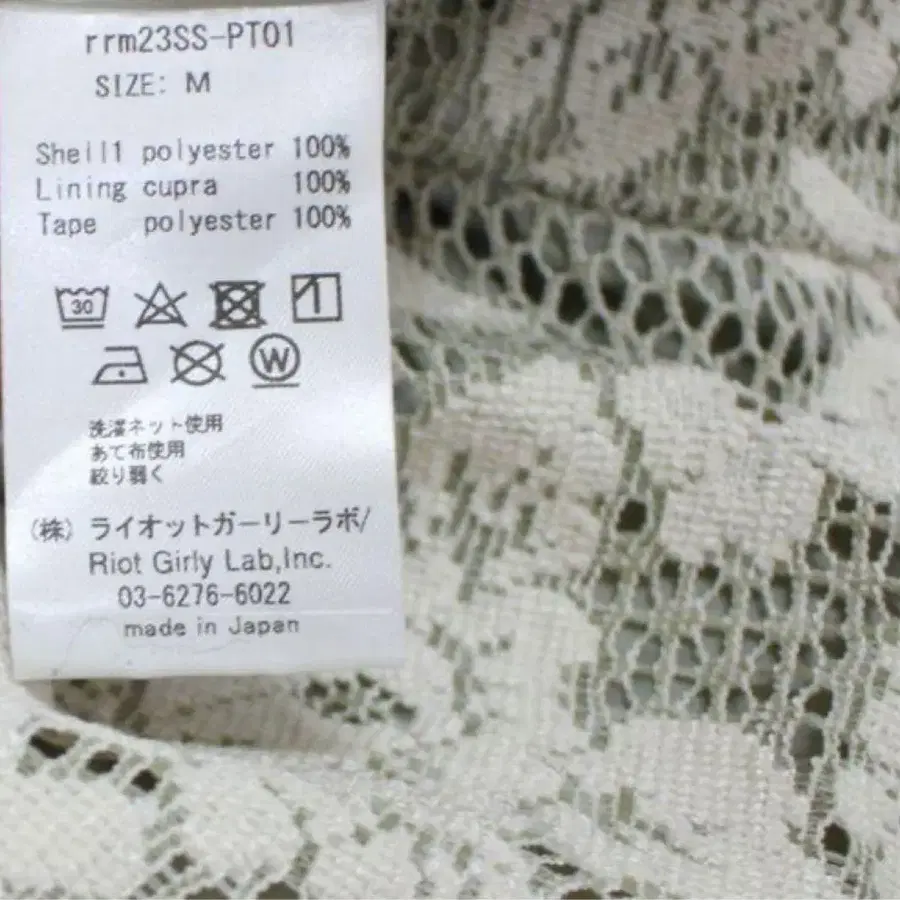 rrm23SS-PT01
SIZE: M
Shell1 polyester 100%
Lining cupra 100%
Tape polyester 100%
30
W
洗濯ネット使用
あて布使用
絞り弱く
(株) ライオットガーリーラボ/
Riot Girly Lab,Inc.
03-6276-6022
made in Japan